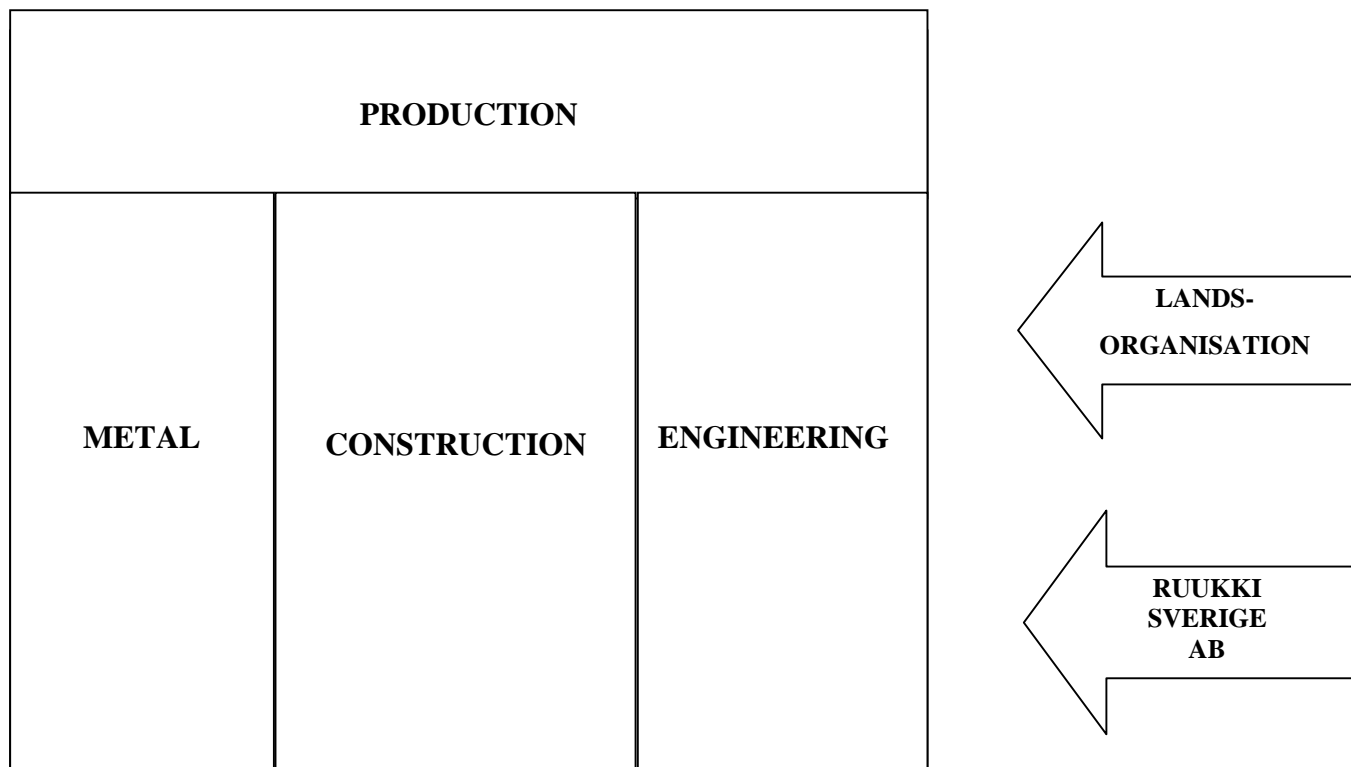 PRODUCTION
METAL
CONSTRUCTION
ENGINEERING
LANDS-
ORGANISATION
RUUKKI
SVERIGE
AB